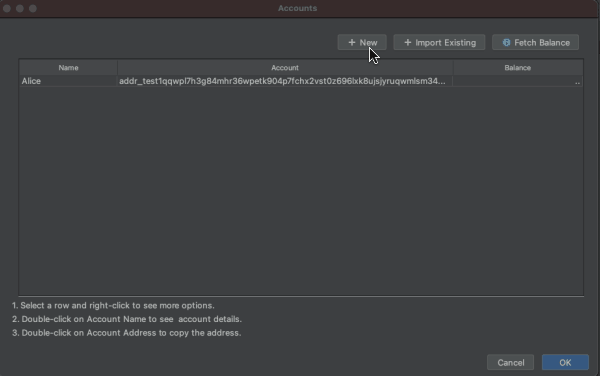 Accounts
+ New
+ Import Existing
Fetch Balance
Name Account Balance
Alice addr_test1qqwpl7h3g84mhr36wpetk904p7fchx2vst0z696lxk8ujsjyruqwmlsm34... ..
1. Select a row and right-click to see more options.
2. Double-click on Account Name to see account details.
3. Double-click on Account Address to copy the address.
Cancel
OK